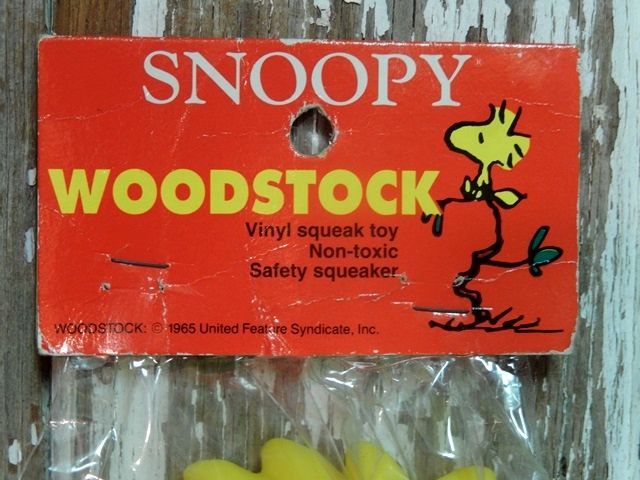 SNOOPY
WOODSTOCK
Vinyl squeak toy
Non-toxic
Safety squeaker
WOODSTOCK: © 1965 United Feature Syndicate, Inc.